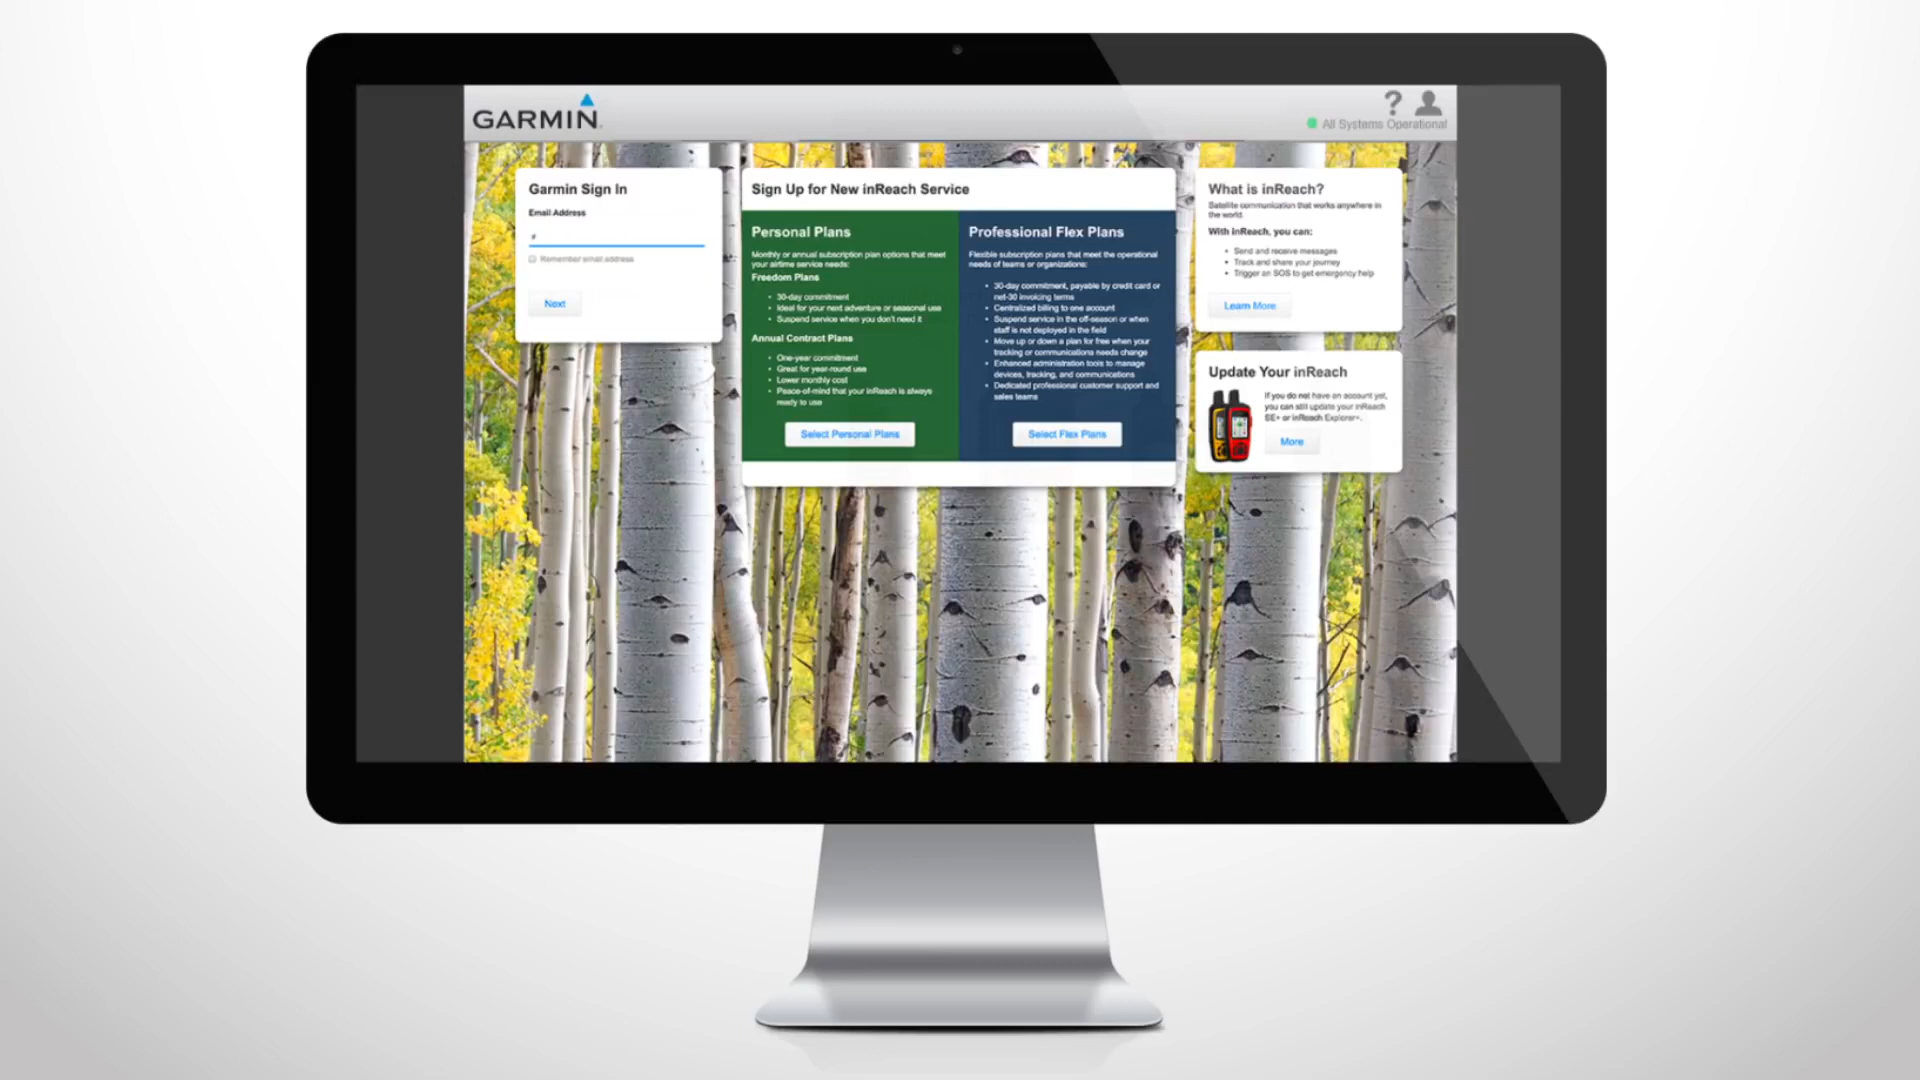 GARMIN
All Systems Operational
Garmin Sign In
Email Address
Remember email address
Next
Sign Up for New inReach Service
Personal Plans
Monthly or annual subscription plan options that meet
your airtime service needs:
Freedom Plans
• 30-day commitment
• Ideal for your next adventure or seasonal use
• Suspend service when you don't need it
Annual Contract Plans
• One-year commitment
• Great for year-round use
• Lower monthly cost
• Peace-of-mind that your inReach is always
ready to use
Select Personal Plans
Professional Flex Plans
Flexible subscription plans that meet the operational
needs of teams or organizations:
• 30-day commitment, payable by credit card or
net-30 invoicing terms
• Centralized billing to one account
• Suspend service in the off-season or when
staff is not deployed in the field
• Move up or down a plan for free when your
tracking or communications needs change
• Enhanced administration tools to manage
devices, tracking, and communications
• Dedicated professional customer support and
sales teams
Select Flex Plans
What is inReach?
Satellite communication that works anywhere in
the world.
With inReach, you can:
• Send and receive messages
• Track and share your journey
• Trigger an SOS to get emergency help
Learn More
Update Your inReach
If you do not have an account yet,
you can still update your inReach
SE+ or inReach Explorer+.
More